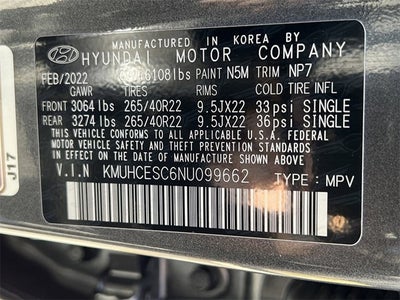 MANUFACTURED IN KOREA BY
HYUNDAI MOTOR COMPANY
FEB/2022 6108lbs PAINT N5M TRIM NP7
GAWR TIRES RIMS COLD TIRE INFL
FRONT 3064 lbs 265/40R22 9.5JX22 33psi SINGLE
REAR 3274 lbs 265/40R22 9.5JX22 36psi SINGLE
THIS VEHICLE CONFORMS TO ALL APPLICABLE U.S.A. FEDERAL
MOTOR VEHICLE SAFETY THEFT PREVENTION AND BUMPER
STANDARDS IN EFFECT ON THE DATE OF MANUFACTURE
SHOWN ABOVE
V.I.N KMUHCESC6NU099662 TYPE : MPV
J17